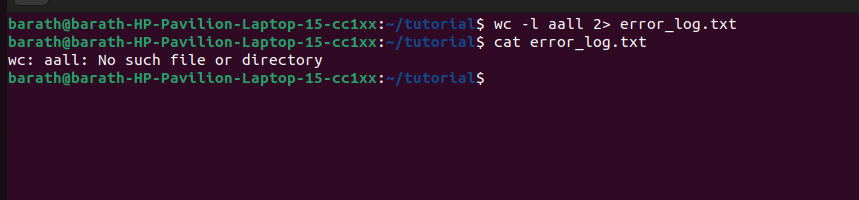 barath@barath-HP-Pavilion-Laptop-15-cc1xx:~/tutorial$ wc -l aall 2> error_log.txt
barath@barath-HP-Pavilion-Laptop-15-cc1xx:~/tutorial$ cat error_log.txt
wc: aall: No such file or directory
barath@barath-HP-Pavilion-Laptop-15-cc1xx:~/tutorial$